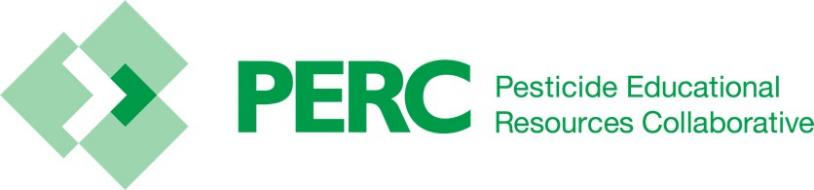 PERC
Pesticide Educational
Resources Collaborative